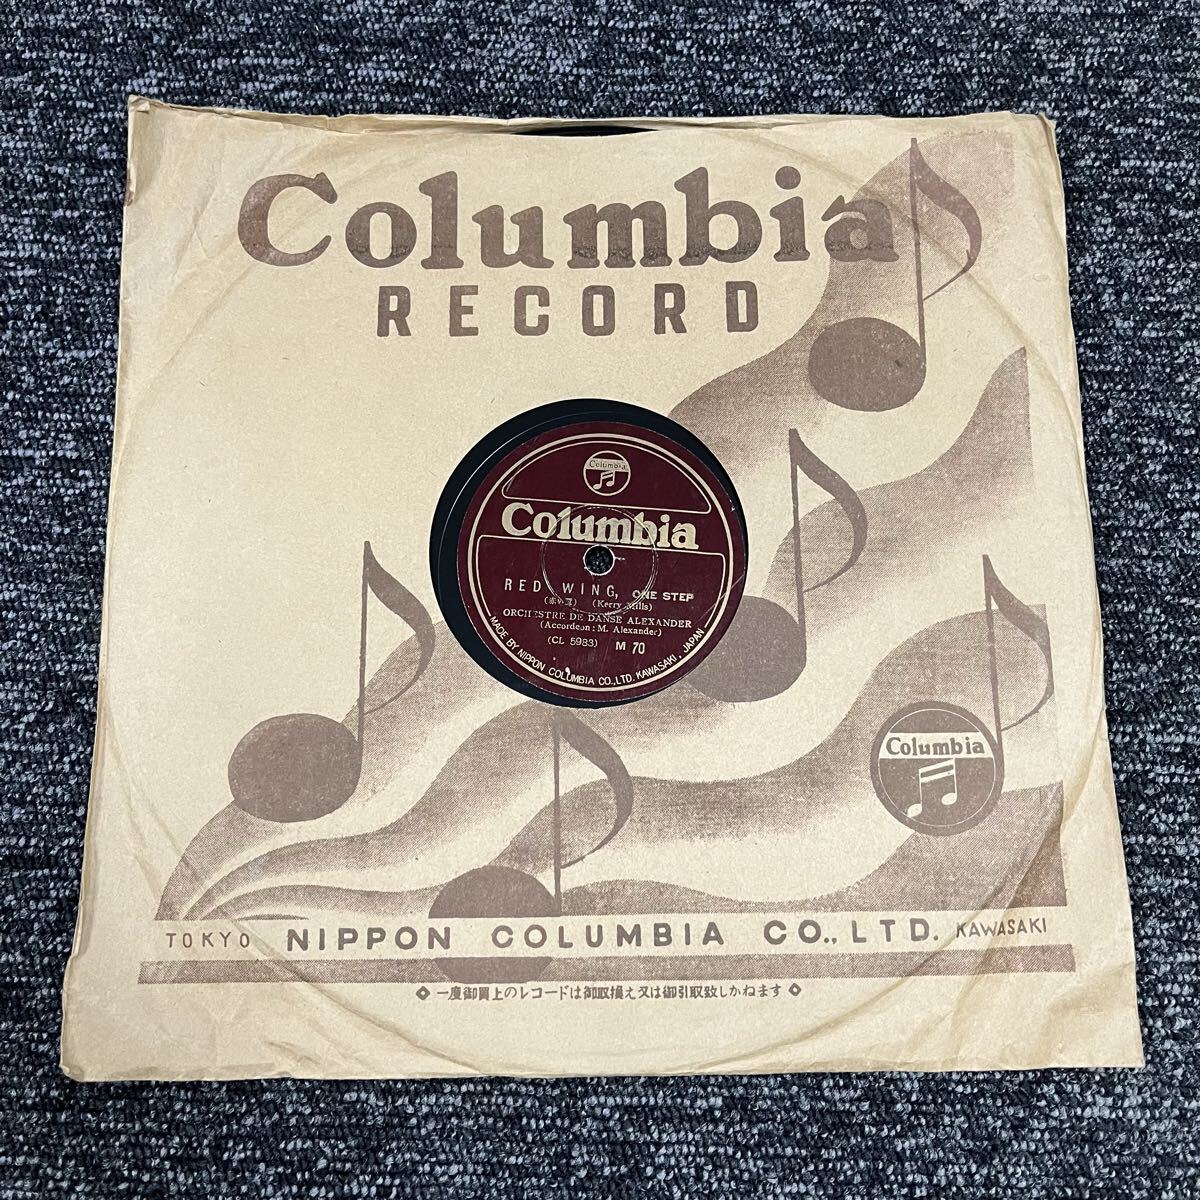 Columbia
RECORD
Columbia
Columbia
RED WING, ONE STEP
(Kerry Mills)
ORCHESTRE DE DANSE ALEXANDER
(Accordeon : M. Alexander)
(CL 5983) M 70
MADE BY NIPPON COLUMBIA CO., LTD. KAWASAKI, JAPAN
Columbia
TOKYO NIPPON COLUMBIA CO., LTD. KAWASAKI
◇ 一度御買上のレコードは御取換え又は御引取致しかねます ◇